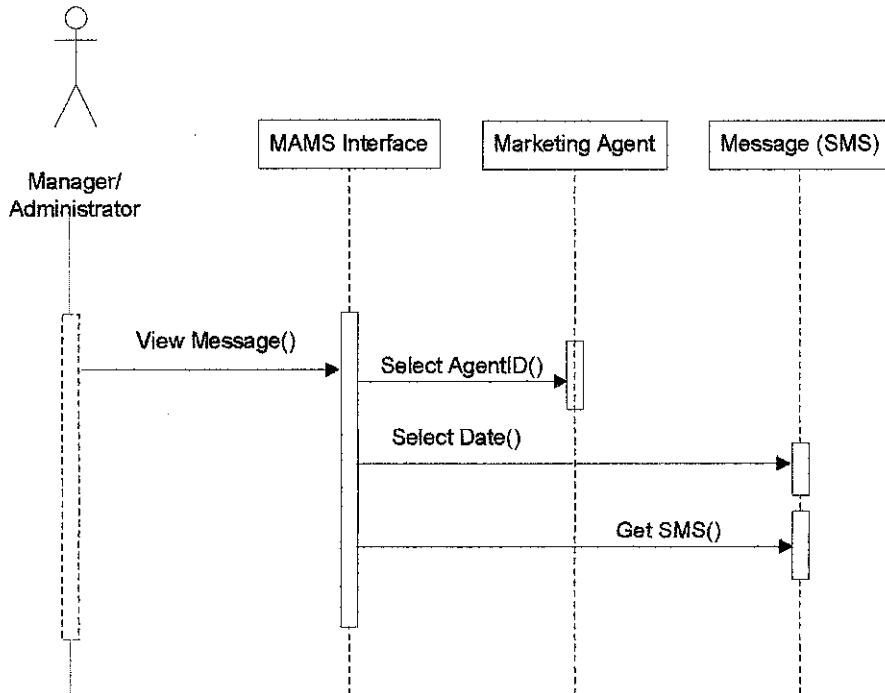 MAMS Interface
Marketing Agent
Message (SMS)
Manager/
Administrator
View Message()
Select AgentID()
Select Date()
Get SMS()